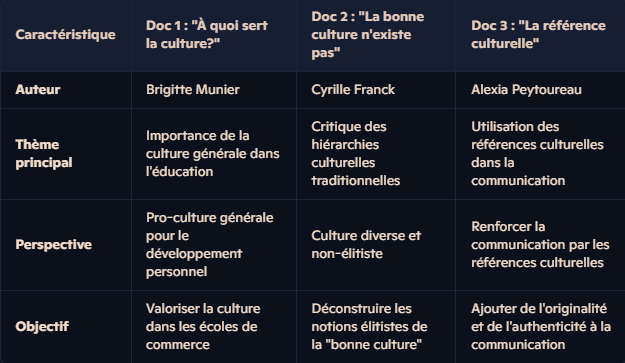 Caractéristique
Doc 1 : "À quoi sert
la culture?"
Doc 2 : "La bonne
culture n'existe
pas"
Doc 3 : "La référence
culturelle"
Auteur
Brigitte Munier
Cyrille Franck
Alexia Peytoureau
Thème
principal
Importance de la
culture générale dans
l'éducation
Critique des
hiérarchies
culturelles
traditionnelles
Utilisation des
références culturelles
dans la
communication
Perspective
Pro-culture générale
pour le
développement
personnel
Culture diverse et
non-élitiste
Renforcer la
communication par les
références culturelles
Objectif
Valoriser la culture
dans les écoles de
commerce
Déconstruire les
notions élitistes de
la "bonne culture"
Ajouter de l'originalité
et de l'authenticité à la
communication